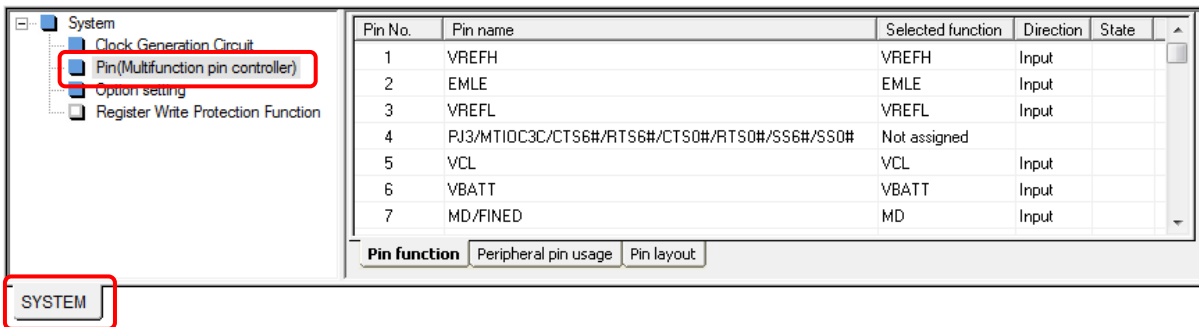 System
Clock Generation Circuit
Pin(Multifunction pin controller)
Option setting
Register Write Protection Function
Pin No. Pin name Selected function Direction State
1 VREFH VREFH Input
2 EMLE EMLE Input
3 VREFL VREFL Input
4 PJ3/MTIOC3C/CTS6#/RTS6#/CTS0#/RTS0#/SS6#/SS0# Not assigned
5 VCL VCL Input
6 VBATT VBATT Input
7 MD/FINED MD Input
Pin function Peripheral pin usage Pin layout
SYSTEM